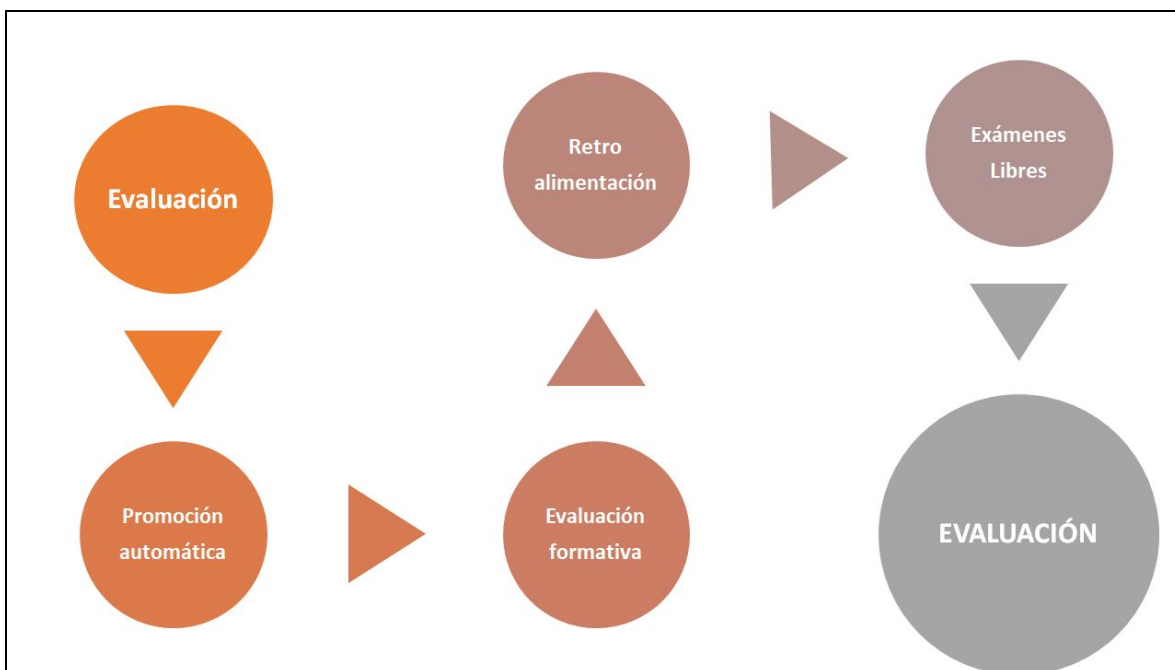 Evaluación
Promoción
automática
Evaluación
formativa
Retro
alimentación
Exámenes
Libres
EVALUACIÓN